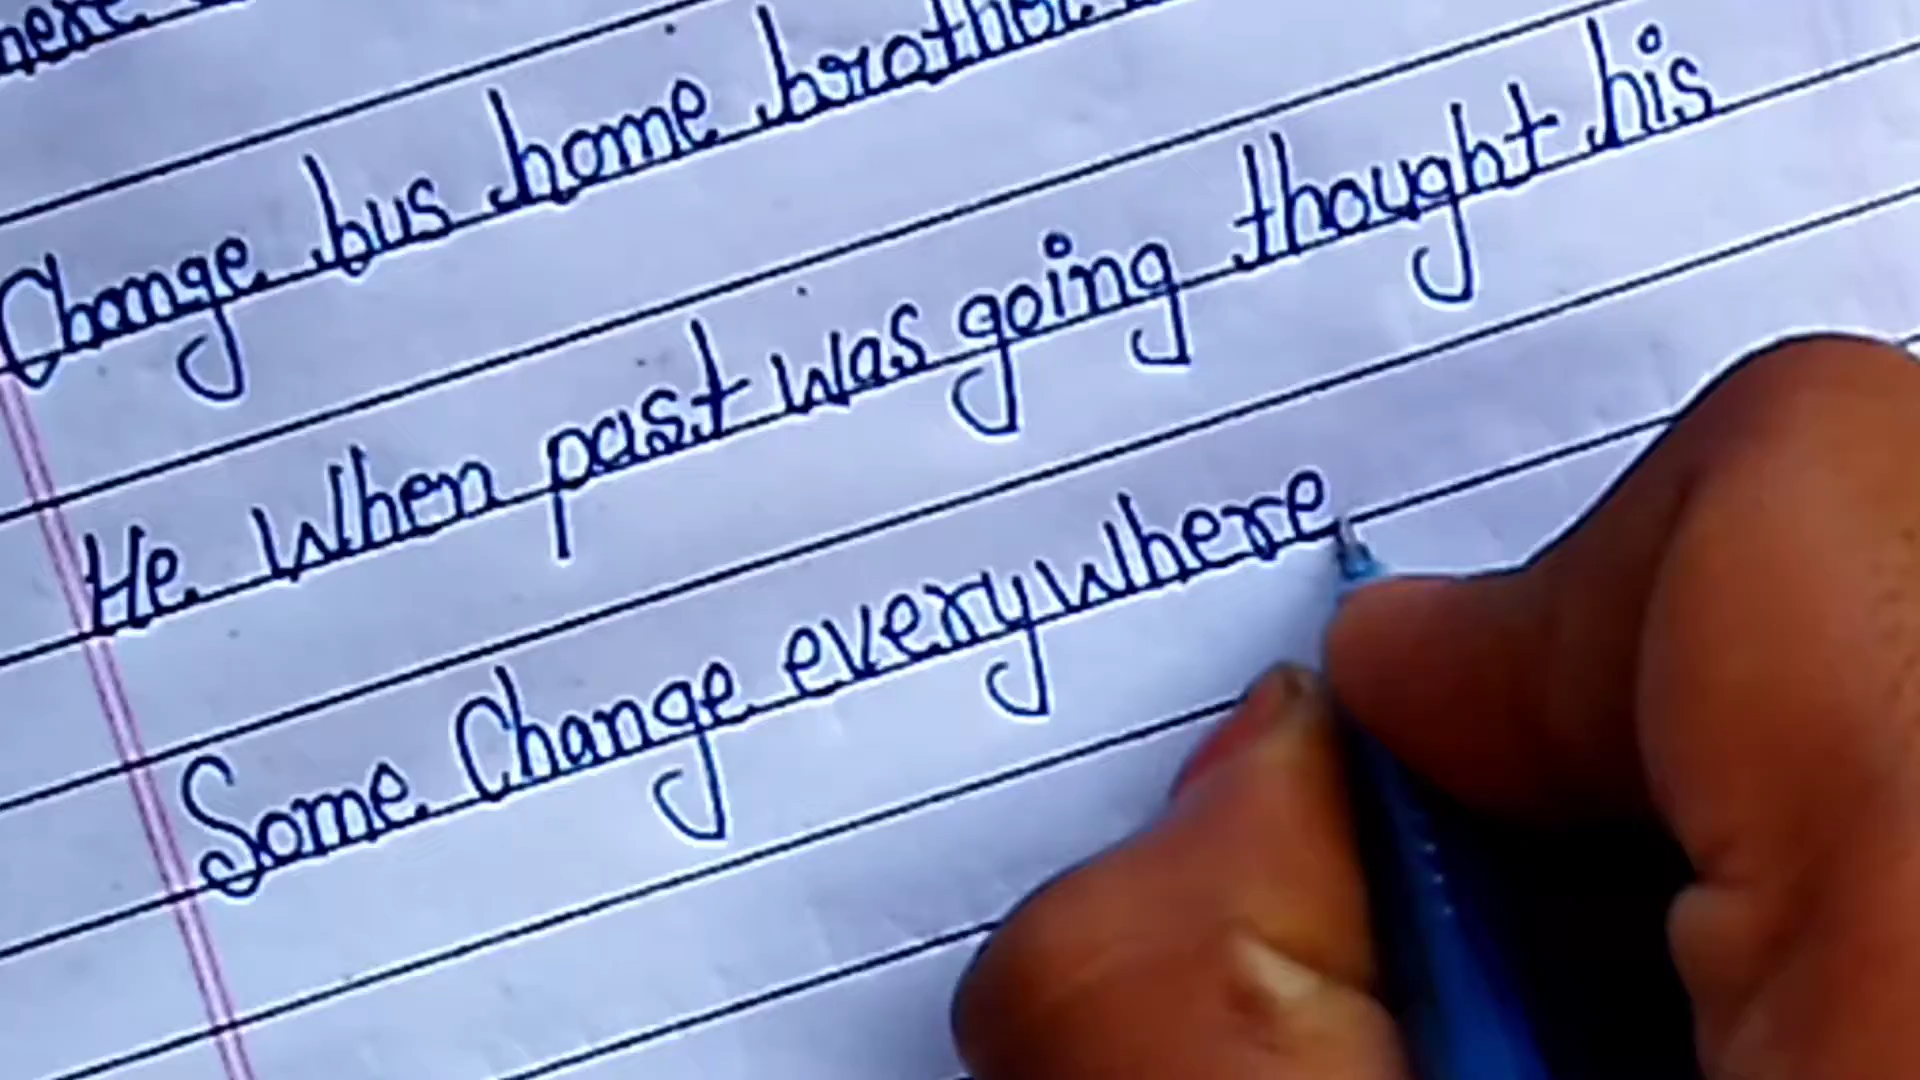 Change bus home brother
He When past was going thought his
Some Change everywhere